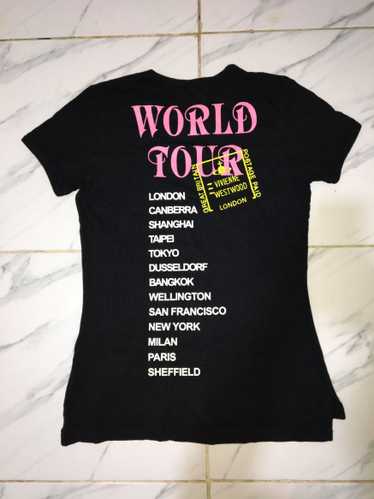 WORLD
TOUR
GREAT BRITAIN
POSTAGE PAID
VIVIENNE
WESTWOOD
LONDON
LONDON
CANBERRA
SHANGHAI
TAIPEI
TOKYO
DUSSELDORF
BANGKOK
WELLINGTON
SAN FRANCISCO
NEW YORK
MILAN
PARIS
SHEFFIELD